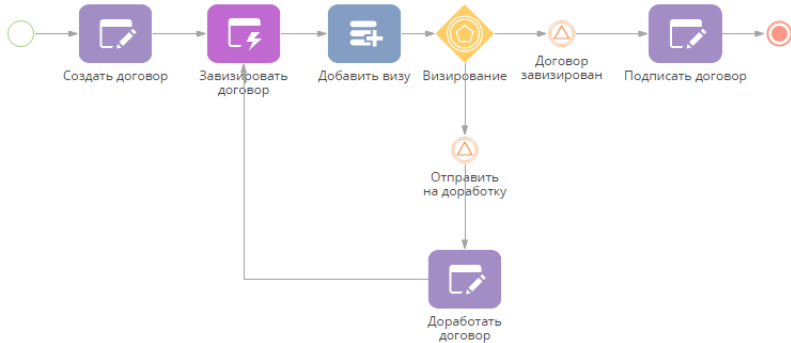 Создать договор
Завизировать
договор
Добавить визу
Визирование
Договор
завизирован
Подписать договор
Отправить
на доработку
Доработать
договор